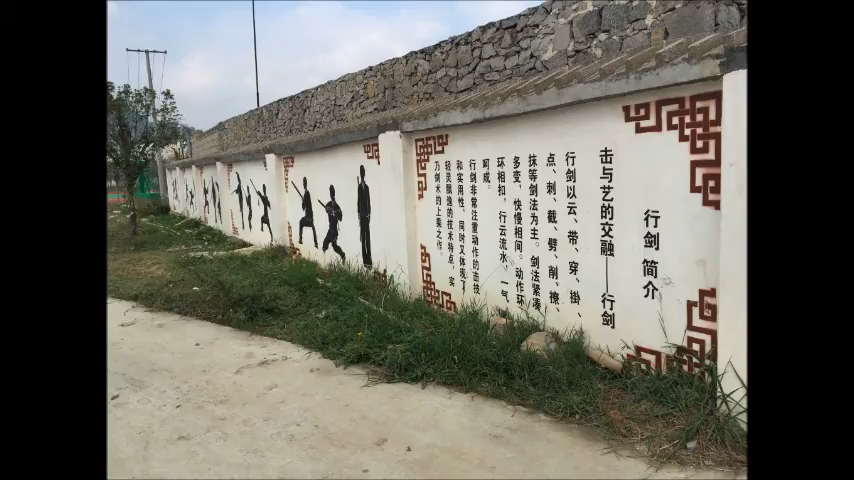 行剑 简介
击与艺的交融——行剑
行剑以云、带、穿、掛、
点、刺、截、劈、削、撩、
抹等剑法为主。剑法紧凑
多变，快慢相间。动作环
环相扣，行云流水，一气
呵成。
行剑非常注重动作的击技
和实用性，同时又体现了
轻灵飘逸的技术特点，实
乃剑术的上乘之作。